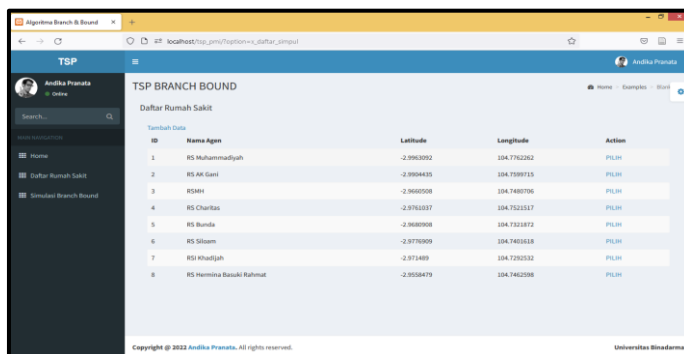 Algoritma Branch & Bound
localhost/tsp_pmi/?option=s_daftar_simpul
TSP
Andika Pranata
Andika Pranata
Online
Search...
MAIN NAVIGATION
Home
Daftar Rumah Sakit
Simulasi Branch Bound
TSP BRANCH BOUND
Home Examples Blank
Daftar Rumah Sakit
Tambah Data
ID Nama Agen Latitude Longitude Action
1 RS Muhammadiyah -2.9963092 104.7762262 PILIH
2 RS AK Gani -2.9904435 104.7599715 PILIH
3 RSMH -2.9660508 104.7480706 PILIH
4 RS Charitas -2.9761037 104.7521517 PILIH
5 RS Bunda -2.9680908 104.7321872 PILIH
6 RS Siloam -2.9776909 104.7401618 PILIH
7 RSI Khadijah -2.971489 104.7292532 PILIH
8 RS Hermina Basuki Rahmat -2.9558479 104.7462598 PILIH
Copyright @ 2022 Andika Pranata. All rights reserved.
Universitas Binadarma